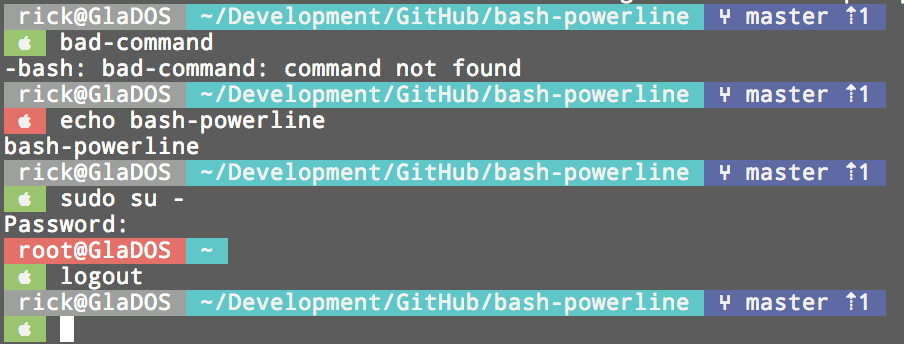 rick@GlaDOS ~/Development/GitHub/bash-powerline ⑂ master ⇡1
 bad-command
-bash: bad-command: command not found
rick@GlaDOS ~/Development/GitHub/bash-powerline ⑂ master ⇡1
 echo bash-powerline
bash-powerline
rick@GlaDOS ~/Development/GitHub/bash-powerline ⑂ master ⇡1
 sudo su -
Password:
root@GlaDOS ~
 logout
rick@GlaDOS ~/Development/GitHub/bash-powerline ⑂ master ⇡1